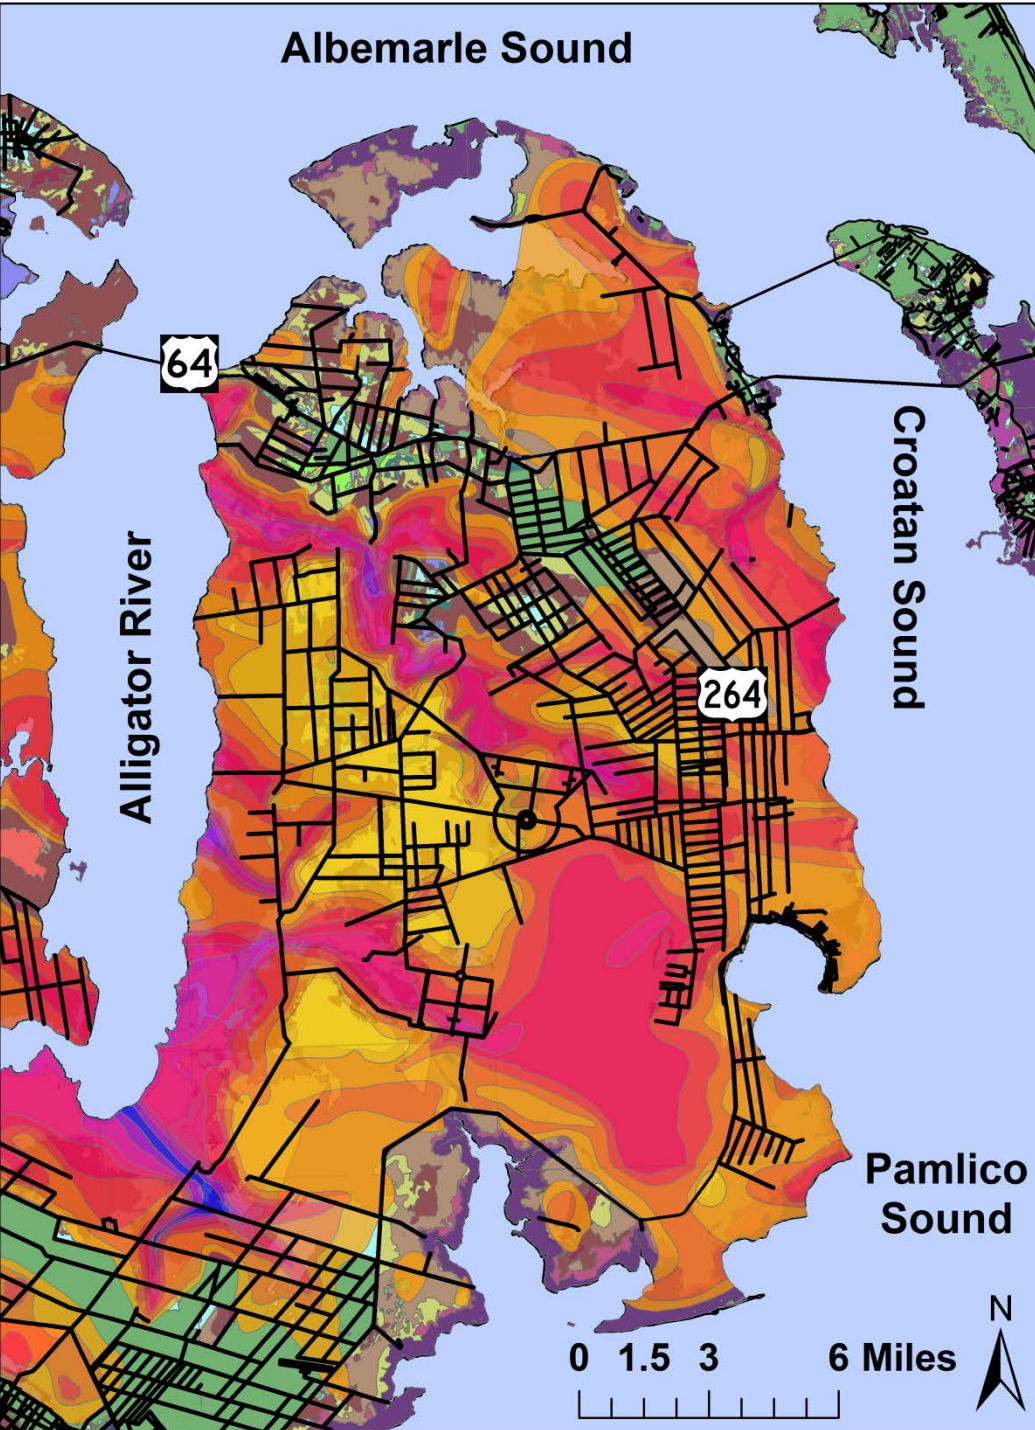 Albemarle Sound
64
Croatan Sound
Alligator River
264
Pamlico
Sound
N
0 1.5 3 6 Miles